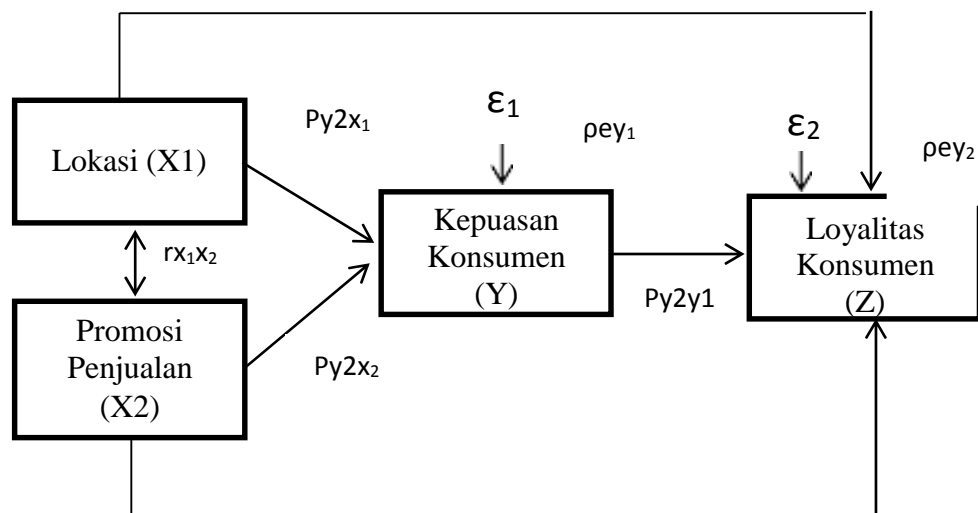 Lokasi (X1)
Py2x₁
ε₁
ρey₁
ε₂
ρey₂
rx₁x₂
Kepuasan
Konsumen
(Y)
Loyalitas
Konsumen
(Z)
Py2y1
Promosi
Penjualan
(X2)
Py2x₂